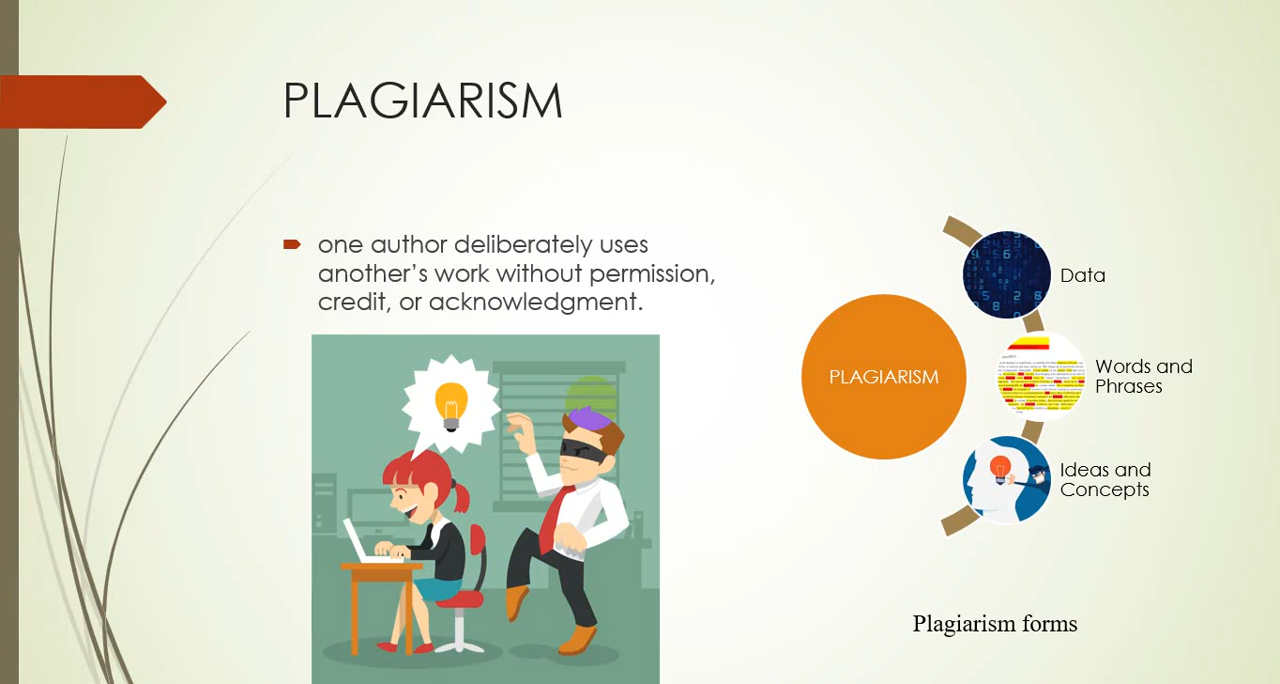 PLAGIARISM
one author deliberately uses
another’s work without permission,
credit, or acknowledgment.
PLAGIARISM
Data
Words and
Phrases
Ideas and
Concepts
Plagiarism forms